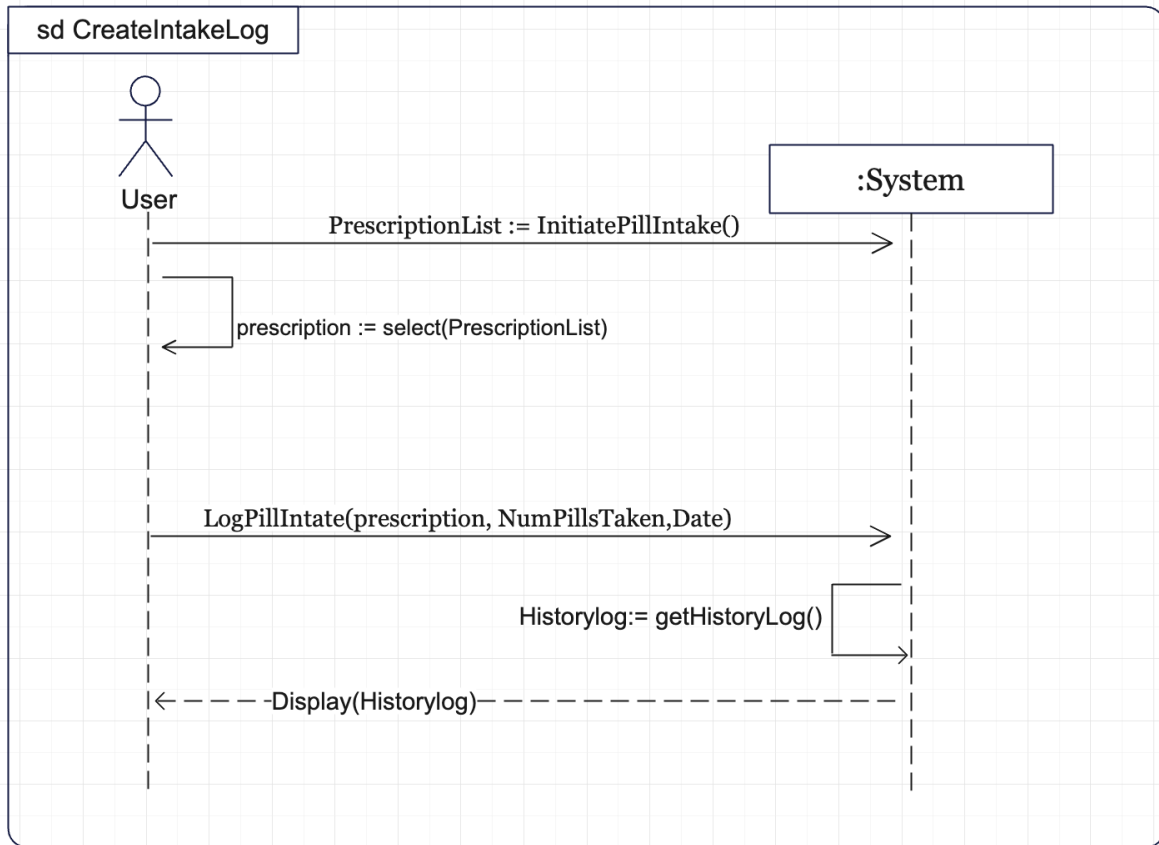 sd CreateIntakeLog
User
:System
PrescriptionList := InitiatePillIntake()
prescription := select(PrescriptionList)
LogPillIntate(prescription, NumPillsTaken,Date)
Historylog:= getHistoryLog()
Display(Historylog)